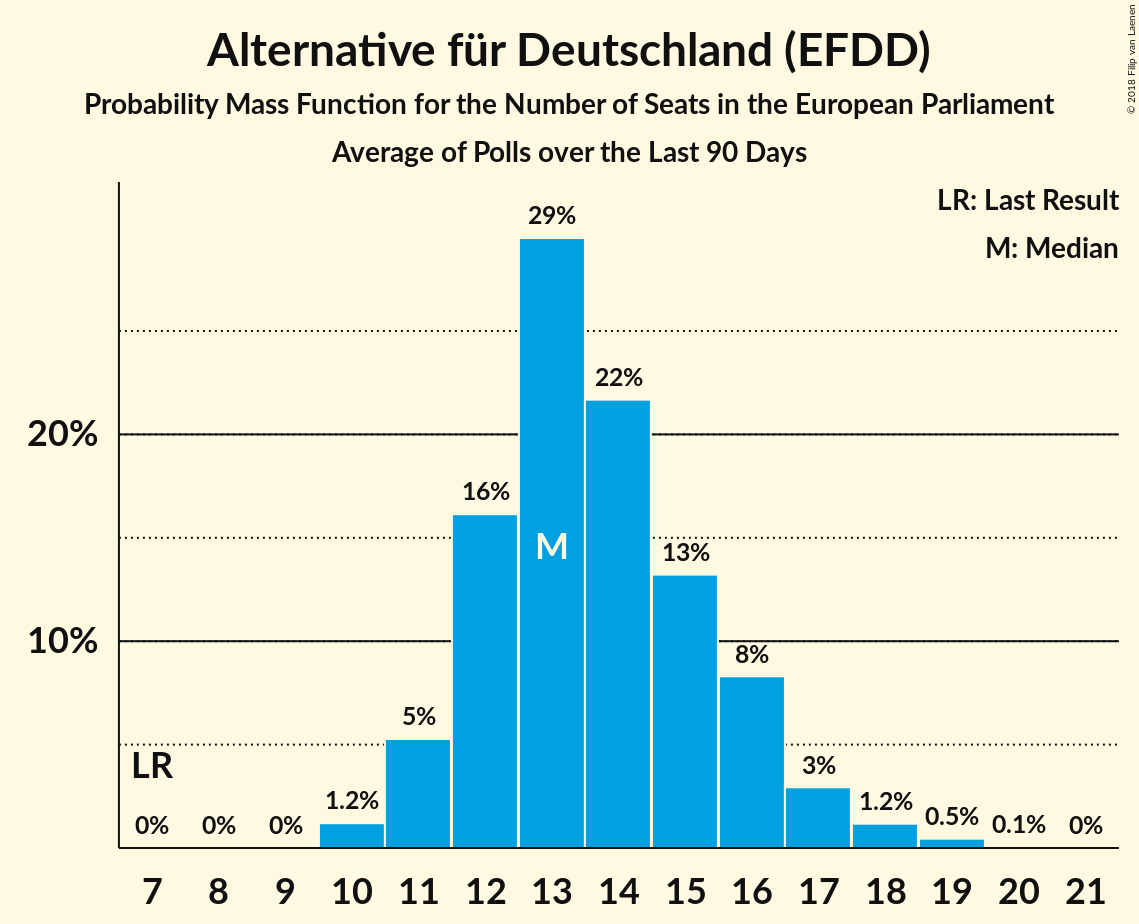 Alternative für Deutschland (EFDD)
Probability Mass Function for the Number of Seats in the European Parliament
Average of Polls over the Last 90 Days
© 2018 Filip van Laenen
LR: Last Result
M: Median
29%
22%
20%
16%
M
13%
10%
8%
5%
LR
3%
1.2%
1.2%
0.5%
0.1%
0%
0%
0%
0%
7 8 9 10 11 12 13 14 15 16 17 18 19 20 21